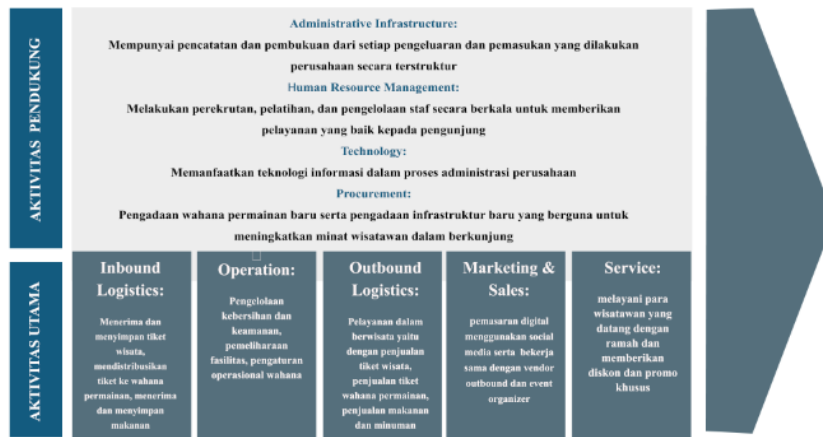 AKTIVITAS PENDUKUNG
Administrative Infrastructure:
Mempunyai pencatatan dan pembukuan dari setiap pengeluaran dan pemasukan yang dilakukan
perusahaan secara terstruktur
Human Resource Management:
Melakukan perekrutan, pelatihan, dan pengelolaan staf secara berkala untuk memberikan
pelayanan yang baik kepada pengunjung
Technology:
Memanfaatkan teknologi informasi dalam proses administrasi perusahaan
Procurement:
Pengadaan wahana permainan baru serta pengadaan infrastruktur baru yang berguna untuk
meningkatkan minat wisatawan dalam berkunjung
AKTIVITAS UTAMA
Inbound
Logistics:
Menerima dan
menyimpan tiket
wisata,
mendistribusikan
tiket ke wahana
permainan, menerima
dan menyimpan
makanan
Operation:
Pengelolaan
kebersihan dan
keamanan,
pemeliharaan
fasilitas, pengaturan
operasional wahana
Outbound
Logistics:
Pelayanan dalam
berwisata yaitu
dengan penjualan
tiket wisata,
penjualan tiket
wahana permainan,
penjualan makanan
dan minuman
Marketing &
Sales:
pemasaran digital
menggunakan social
media serta bekerja
sama dengan vendor
outbound dan event
organizer
Service:
melayani para
wisatawan yang
datang dengan
ramah dan
memberikan
diskon dan promo
khusus